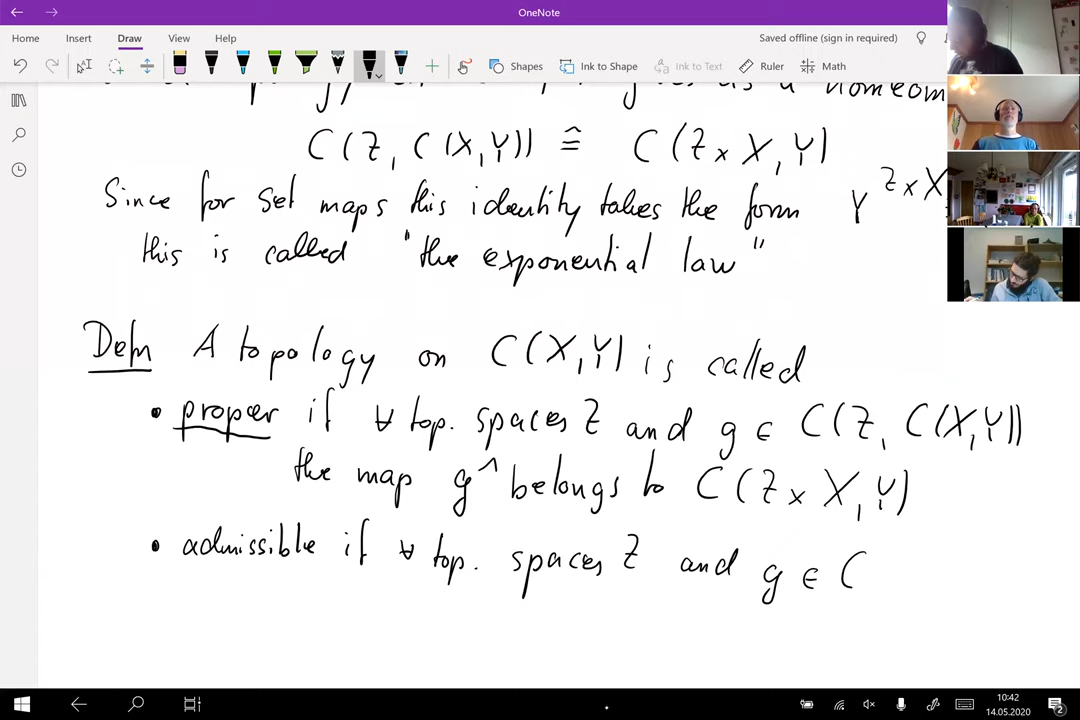 OneNote
Home Insert Draw View Help
Saved offline (sign in required)
Shapes Ink to Shape Ink to Text Ruler Math
C(Z, C(X,Y)) ≅ C(Z × X, Y)
Since for set maps this identity takes the form Y^{Z × X}
this is called "the exponential law"
Defn A topology on C(X,Y) is called
• proper if ∀ top. spaces Z and g ∈ C(Z, C(X,Y))
the map g^ belongs to C(Z × X, Y)
• admissible if ∀ top. spaces Z and g ∈ C
10:42
14.05.2020
2